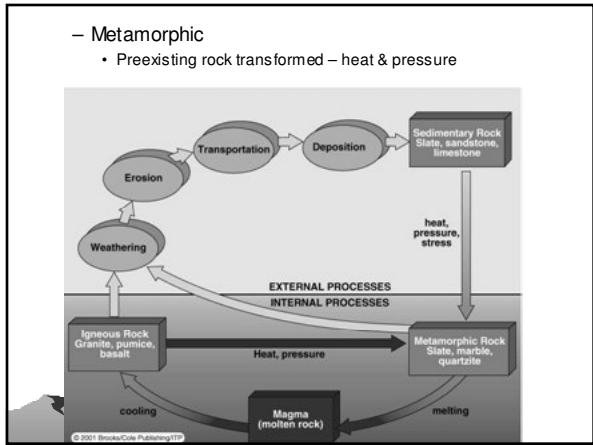 – Metamorphic
• Preexisting rock transformed – heat & pressure
Transportation
Deposition
Sedimentary Rock
Slate, sandstone,
limestone
Erosion
heat,
pressure,
stress
Weathering
EXTERNAL PROCESSES
INTERNAL PROCESSES
Igneous Rock
Granite, pumice,
basalt
Heat, pressure
Metamorphic Rock
Slate, marble,
quartzite
cooling
Magma
(molten rock)
melting
© 2001 Brooks/Cole Publishing/ITP